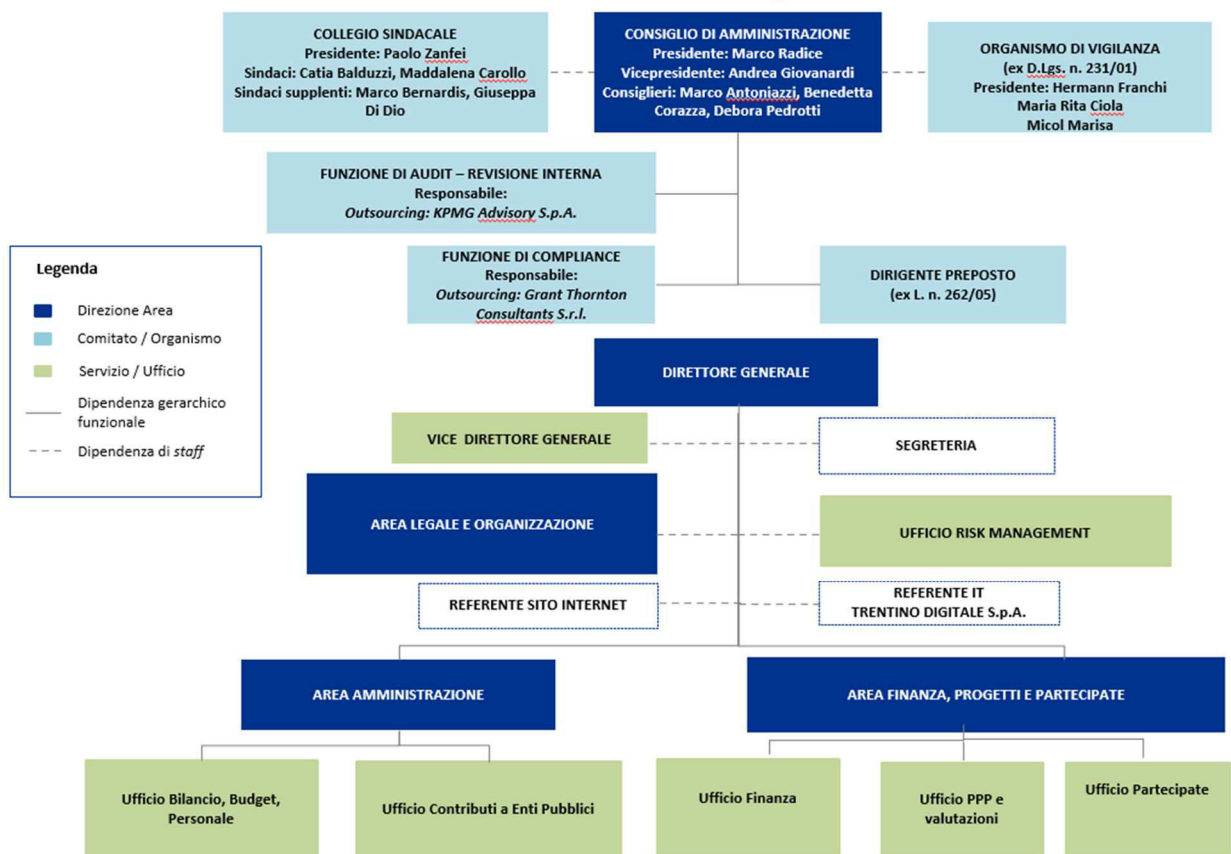 COLLEGIO SINDACALE
Presidente: Paolo Zanfei
Sindaci: Catia Balduzzi, Maddalena Carollo
Sindaci supplenti: Marco Bernardis, Giuseppa
Di Dio
CONSIGLIO DI AMMINISTRAZIONE
Presidente: Marco Radice
Vicepresidente: Andrea Giovanardi
Consiglieri: Marco Antoniazzi, Benedetta
Corazza, Debora Pedrotti
ORGANISMO DI VIGILANZA
(ex D.Lgs. n. 231/01)
Presidente: Hermann Franchi
Maria Rita Ciola
Micol Marisa
FUNZIONE DI AUDIT – REVISIONE INTERNA
Responsabile:
Outsourcing: KPMG Advisory S.p.A.
FUNZIONE DI COMPLIANCE
Responsabile:
Outsourcing: Grant Thornton
Consultants S.r.l.
DIRIGENTE PREPOSTO
(ex L. n. 262/05)
Legenda
Direzione Area
Comitato / Organismo
Servizio / Ufficio
Dipendenza gerarchico
funzionale
Dipendenza di staff
DIRETTORE GENERALE
VICE DIRETTORE GENERALE
SEGRETERIA
AREA LEGALE E ORGANIZZAZIONE
UFFICIO RISK MANAGEMENT
REFERENTE SITO INTERNET
REFERENTE IT
TRENTINO DIGITALE S.p.A.
AREA AMMINISTRAZIONE
AREA FINANZA, PROGETTI E PARTECIPATE
Ufficio Bilancio, Budget,
Personale
Ufficio Contributi a Enti Pubblici
Ufficio Finanza
Ufficio PPP e
valutazioni
Ufficio Partecipate